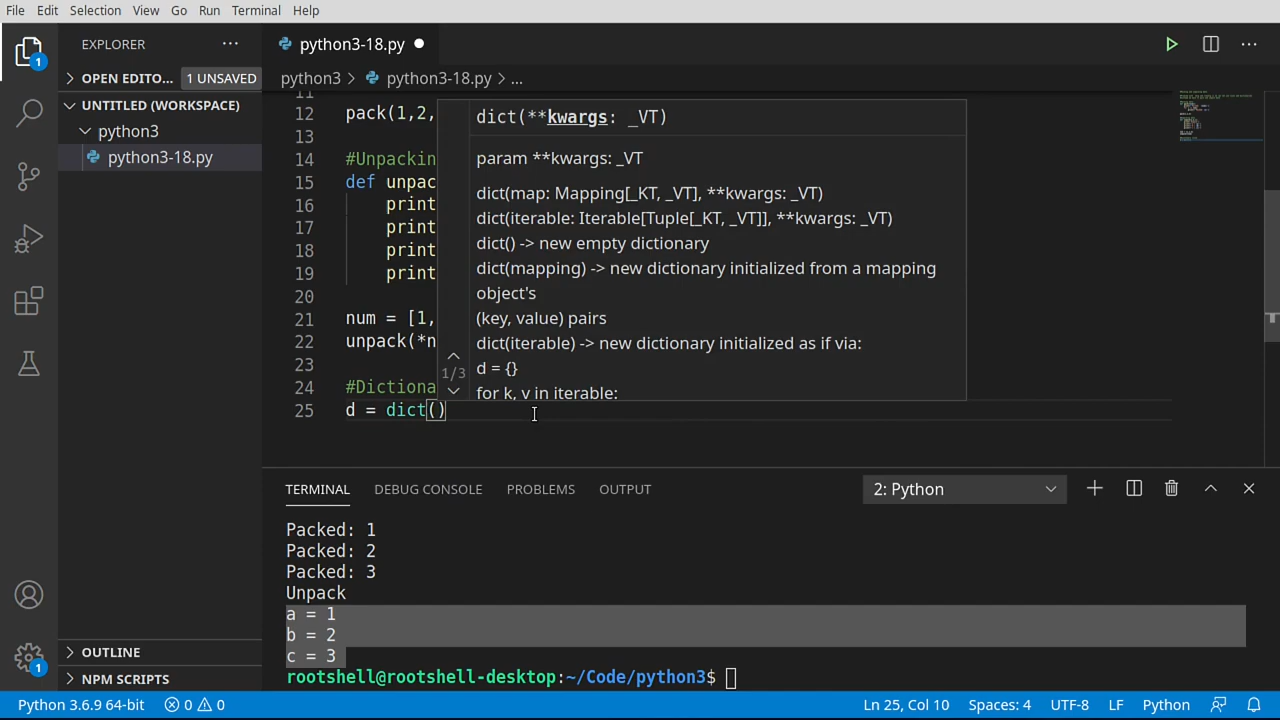 File Edit Selection View Go Run Terminal Help
EXPLORER
python3-18.py
OPEN EDITO... 1 UNSAVED
python3 python3-18.py ...
UNTITLED (WORKSPACE)
python3
python3-18.py
1
1
11
12 pack(1,2,
13
14 #Unpackin
15 def unpac
16 print
17 print
18 print
19 print
20
21 num = [1,
22 unpack(*n
23
24 #Dictiona
25 d = dict()
dict(**kwargs: _VT)
param **kwargs: _VT
dict(map: Mapping[_KT, _VT], **kwargs: _VT)
dict(iterable: Iterable[Tuple[_KT, _VT]], **kwargs: _VT)
dict() -> new empty dictionary
dict(mapping) -> new dictionary initialized from a mapping
object's
(key, value) pairs
dict(iterable) -> new dictionary initialized as if via:
d = {}
for k, v in iterable:
1/3
TERMINAL DEBUG CONSOLE PROBLEMS OUTPUT 2: Python
Packed: 1
Packed: 2
Packed: 3
Unpack
a = 1
b = 2
c = 3
rootshell@rootshell-desktop:~/Code/python3$
OUTLINE
NPM SCRIPTS
Python 3.6.9 64-bit 0 0 Ln 25, Col 10 Spaces: 4 UTF-8 LF Python